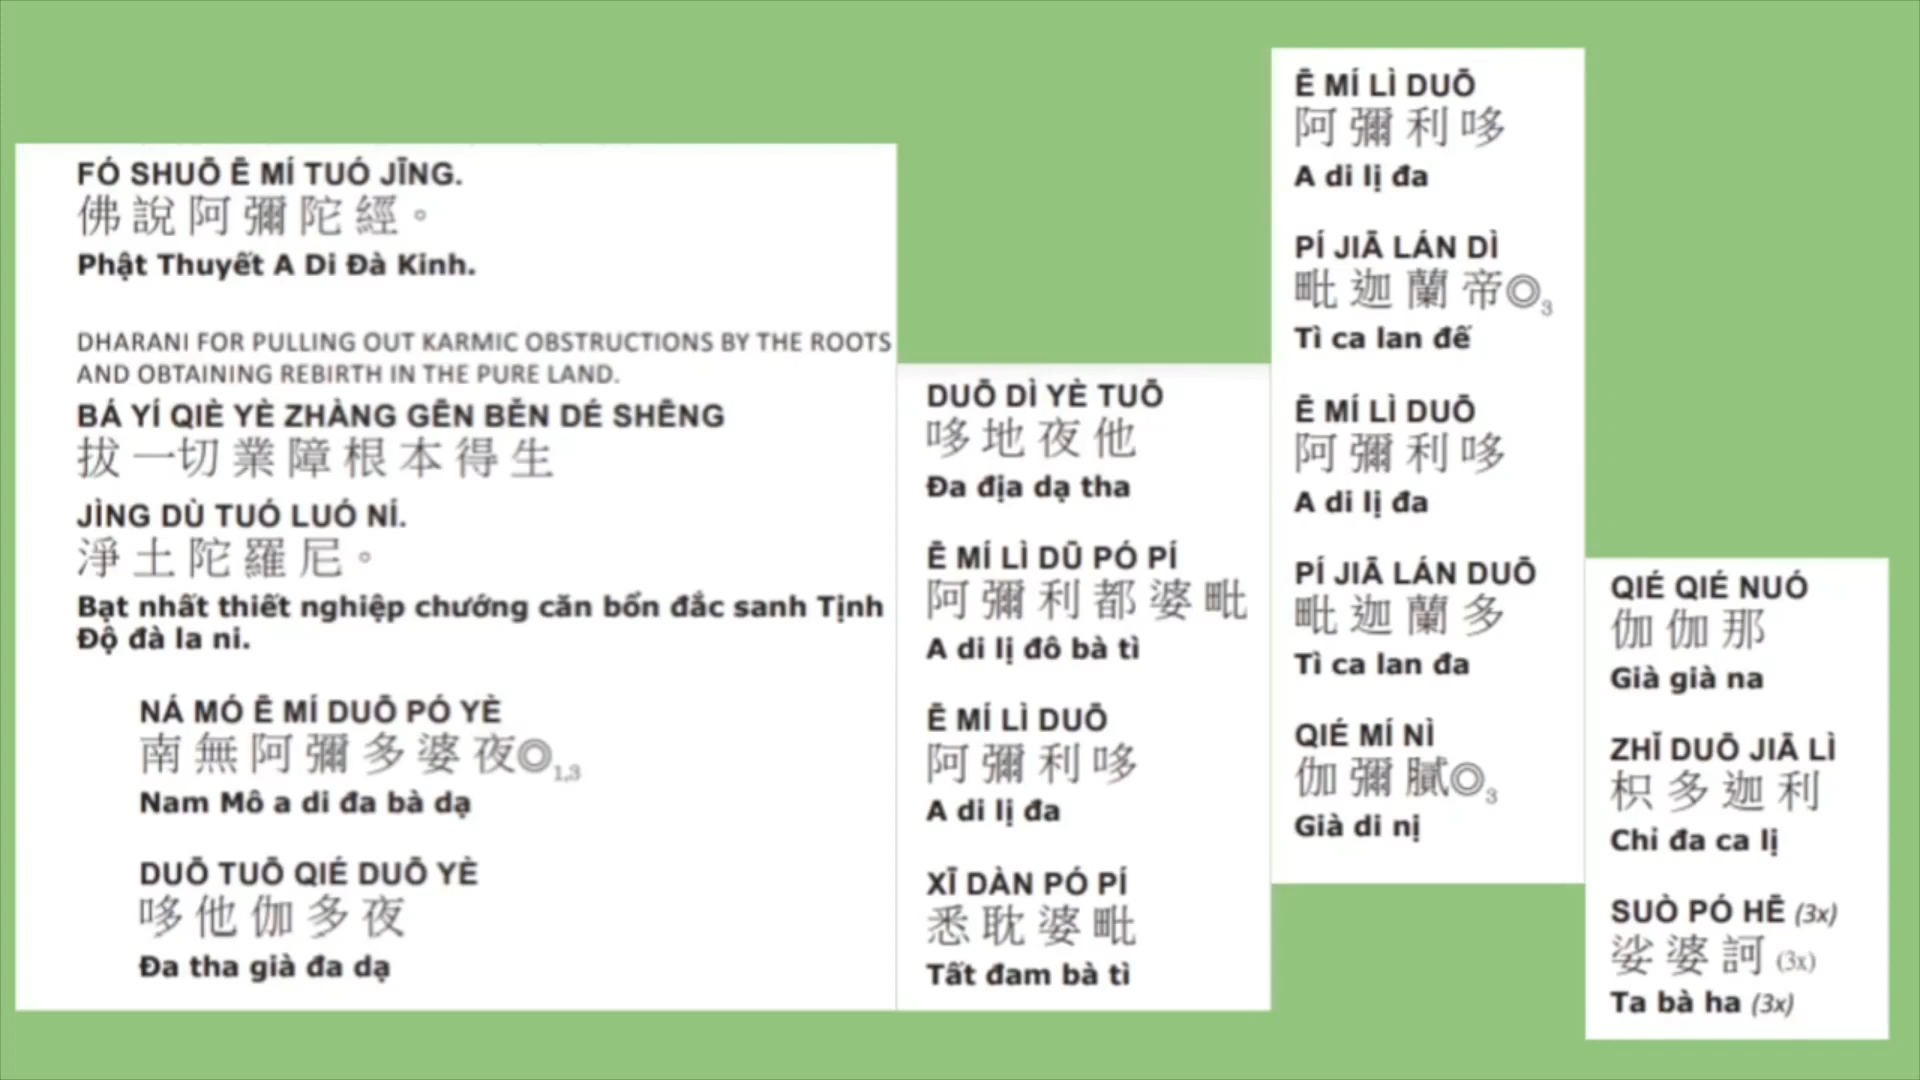 FÓ SHUŌ Ē MÍ TUÓ JĪNG.
佛說阿彌陀經。
Phật Thuyết A Di Đà Kinh.
DHARANI FOR PULLING OUT KARMIC OBSTRUCTIONS BY THE ROOTS
AND OBTAINING REBIRTH IN THE PURE LAND.
BÁ YÍ QIÈ YÈ ZHÀNG GĒN BĚN DÉ SHĒNG
拔一切業障根本得生
JÌNG DÙ TUÓ LUÓ NÍ.
淨土陀羅尼。
Bạt nhất thiết nghiệp chướng căn bổn đắc sanh Tịnh
Độ đà la ni.
NÁ MÓ Ē MÍ DUŌ PÓ YÈ
南無阿彌多婆夜◎1,3
Nam Mô a di đa bà dạ
DUŌ TUŌ QIÉ DUŌ YÈ
哆他伽多夜
Đa tha già đa dạ
DUŌ DÌ YÈ TUŌ
哆地夜他
Đa địa dạ tha
Ē MÍ LÌ DŪ PÓ PÍ
阿彌利都婆毗
A di lị đô bà tì
Ē MÍ LÌ DUŌ
阿彌利哆
A di lị đa
XĪ DÀN PÓ PÍ
悉耽婆毗
Tất đam bà tì
Ē MÍ LÌ DUŌ
阿彌利哆
A di lị đa
PÍ JIĀ LÁN DÌ
毗迦蘭帝◎3
Tì ca lan đế
Ē MÍ LÌ DUŌ
阿彌利哆
A di lị đa
PÍ JIĀ LÁN DUŌ
毗迦蘭多
Tì ca lan đa
QIÉ MÍ NÌ
伽彌膩◎3
Già di nị
QIÉ QIÉ NUÓ
伽伽那
Già già na
ZHǏ DUŌ JIĀ LÌ
枳多迦利
Chỉ đa ca lị
SUÒ PÓ HĒ (3x)
娑婆訶 (3x)
Ta bà ha (3x)